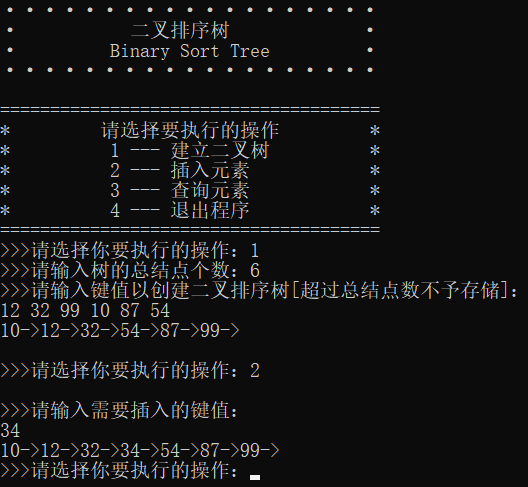 • • • • • • • • • • • • • • • • • • •
• 二叉排序树 •
• Binary Sort Tree •
• • • • • • • • • • • • • • • • • • •
======================================
* 请选择要执行的操作 *
* 1 --- 建立二叉树 *
* 2 --- 插入元素 *
* 3 --- 查询元素 *
* 4 --- 退出程序 *
======================================
>>>请选择你要执行的操作：1
>>>请输入树的总结点个数：6
>>>请输入键值以创建二叉排序树[超过总结点数不予存储]：
12 32 99 10 87 54
10->12->32->54->87->99->
>>>请选择你要执行的操作：2
>>>请输入需要插入的键值：
34
10->12->32->34->54->87->99->
>>>请选择你要执行的操作：